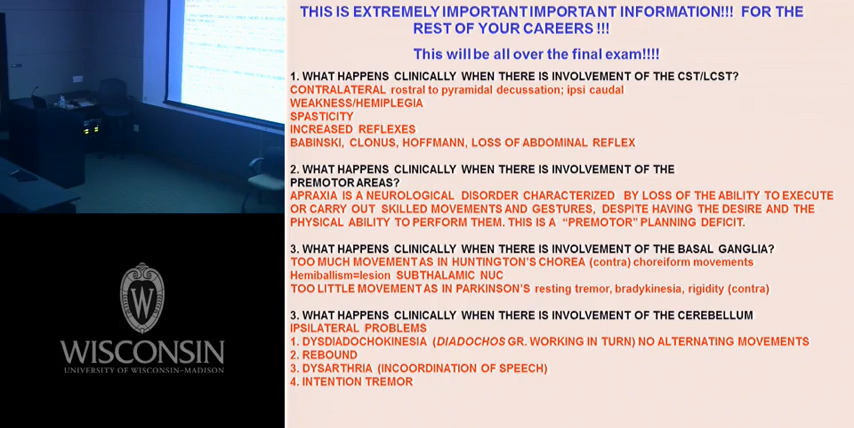 THIS IS EXTREMELY IMPORTANT IMPORTANT INFORMATION!!! FOR THE
REST OF YOUR CAREERS !!!
This will be all over the final exam!!!!
1. WHAT HAPPENS CLINICALLY WHEN THERE IS INVOLVEMENT OF THE CST/LCST?
CONTRALATERAL rostral to pyramidal decussation; ipsi caudal
WEAKNESS/HEMIPLEGIA
SPASTICITY
INCREASED REFLEXES
BABINSKI, CLONUS, HOFFMANN, LOSS OF ABDOMINAL REFLEX
2. WHAT HAPPENS CLINICALLY WHEN THERE IS INVOLVEMENT OF THE
PREMOTOR AREAS?
APRAXIA IS A NEUROLOGICAL DISORDER CHARACTERIZED BY LOSS OF THE ABILITY TO EXECUTE
OR CARRY OUT SKILLED MOVEMENTS AND GESTURES, DESPITE HAVING THE DESIRE AND THE
PHYSICAL ABILITY TO PERFORM THEM. THIS IS A “PREMOTOR” PLANNING DEFICIT.
3. WHAT HAPPENS CLINICALLY WHEN THERE IS INVOLVEMENT OF THE BASAL GANGLIA?
TOO MUCH MOVEMENT AS IN HUNTINGTON'S CHOREA (contra) choreiform movements
Hemiballism=lesion SUBTHALAMIC NUC
TOO LITTLE MOVEMENT AS IN PARKINSON'S resting tremor, bradykinesia, rigidity (contra)
3. WHAT HAPPENS CLINICALLY WHEN THERE IS INVOLVEMENT OF THE CEREBELLUM
IPSILATERAL PROBLEMS
1. DYSDIADOCHOKINESIA (DIADOCHOS GR. WORKING IN TURN) NO ALTERNATING MOVEMENTS
2. REBOUND
3. DYSARTHRIA (INCOORDINATION OF SPEECH)
4. INTENTION TREMOR
W
WISCONSIN
UNIVERSITY OF WISCONSIN–MADISON